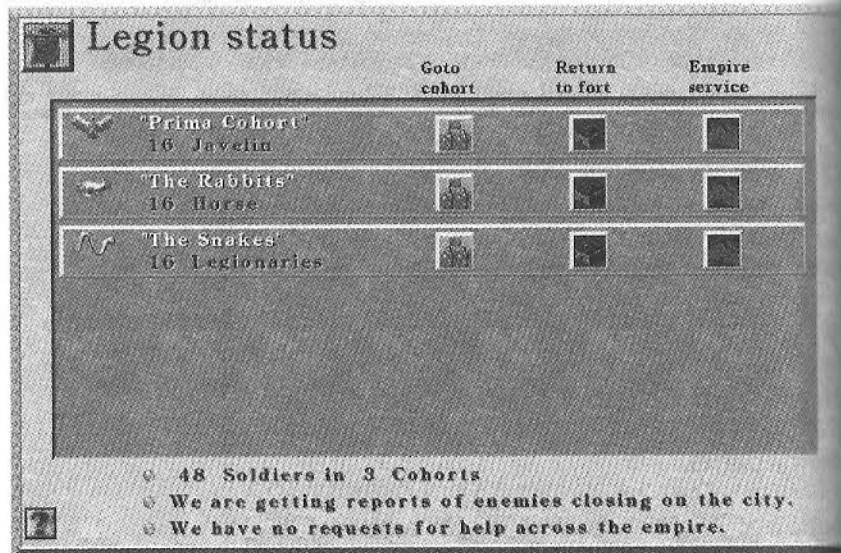 Legion status
Goto Return Empire
cohort to fort service
"Prima Cohort"
16 Javelin
"The Rabbits"
16 Horse
"The Snakes"
16 Legionaries
48 Soldiers in 3 Cohorts
We are getting reports of enemies closing on the city.
We have no requests for help across the empire.
?